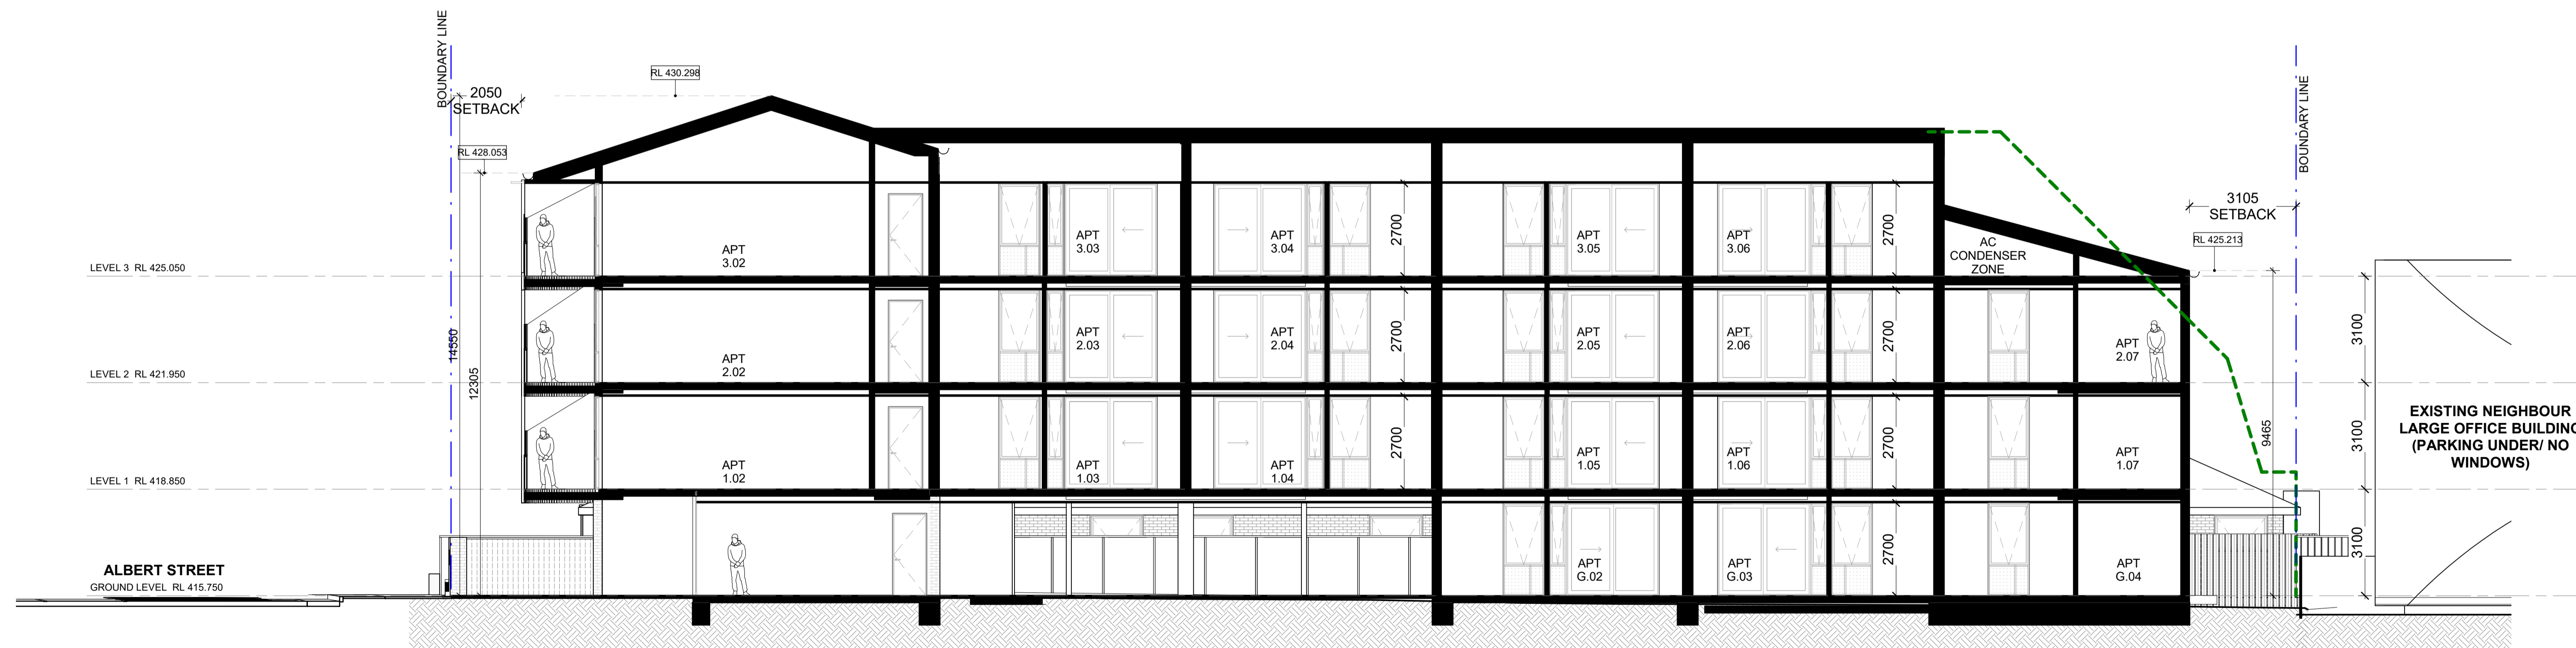 BOUNDARY LINE
2050
SETBACK
RL 430.298
RL 428.053
BOUNDARY LINE
3105
SETBACK
RL 425.213
14550
12305
9465
LEVEL 3 RL 425.050
APT
3.02
APT
3.03
APT
3.04
2700
APT
3.05
APT
3.06
2700
AC
CONDENSER
ZONE
LEVEL 2 RL 421.950
APT
2.02
APT
2.03
APT
2.04
2700
APT
2.05
APT
2.06
2700
APT
2.07
3100
LEVEL 1 RL 418.850
APT
1.02
APT
1.03
APT
1.04
2700
APT
1.05
APT
1.06
2700
APT
1.07
3100
EXISTING NEIGHBOUR
LARGE OFFICE BUILDING
(PARKING UNDER/ NO
WINDOWS)
ALBERT STREET
GROUND LEVEL RL 415.750
APT
G.02
APT
G.03
2700
APT
G.04
3100